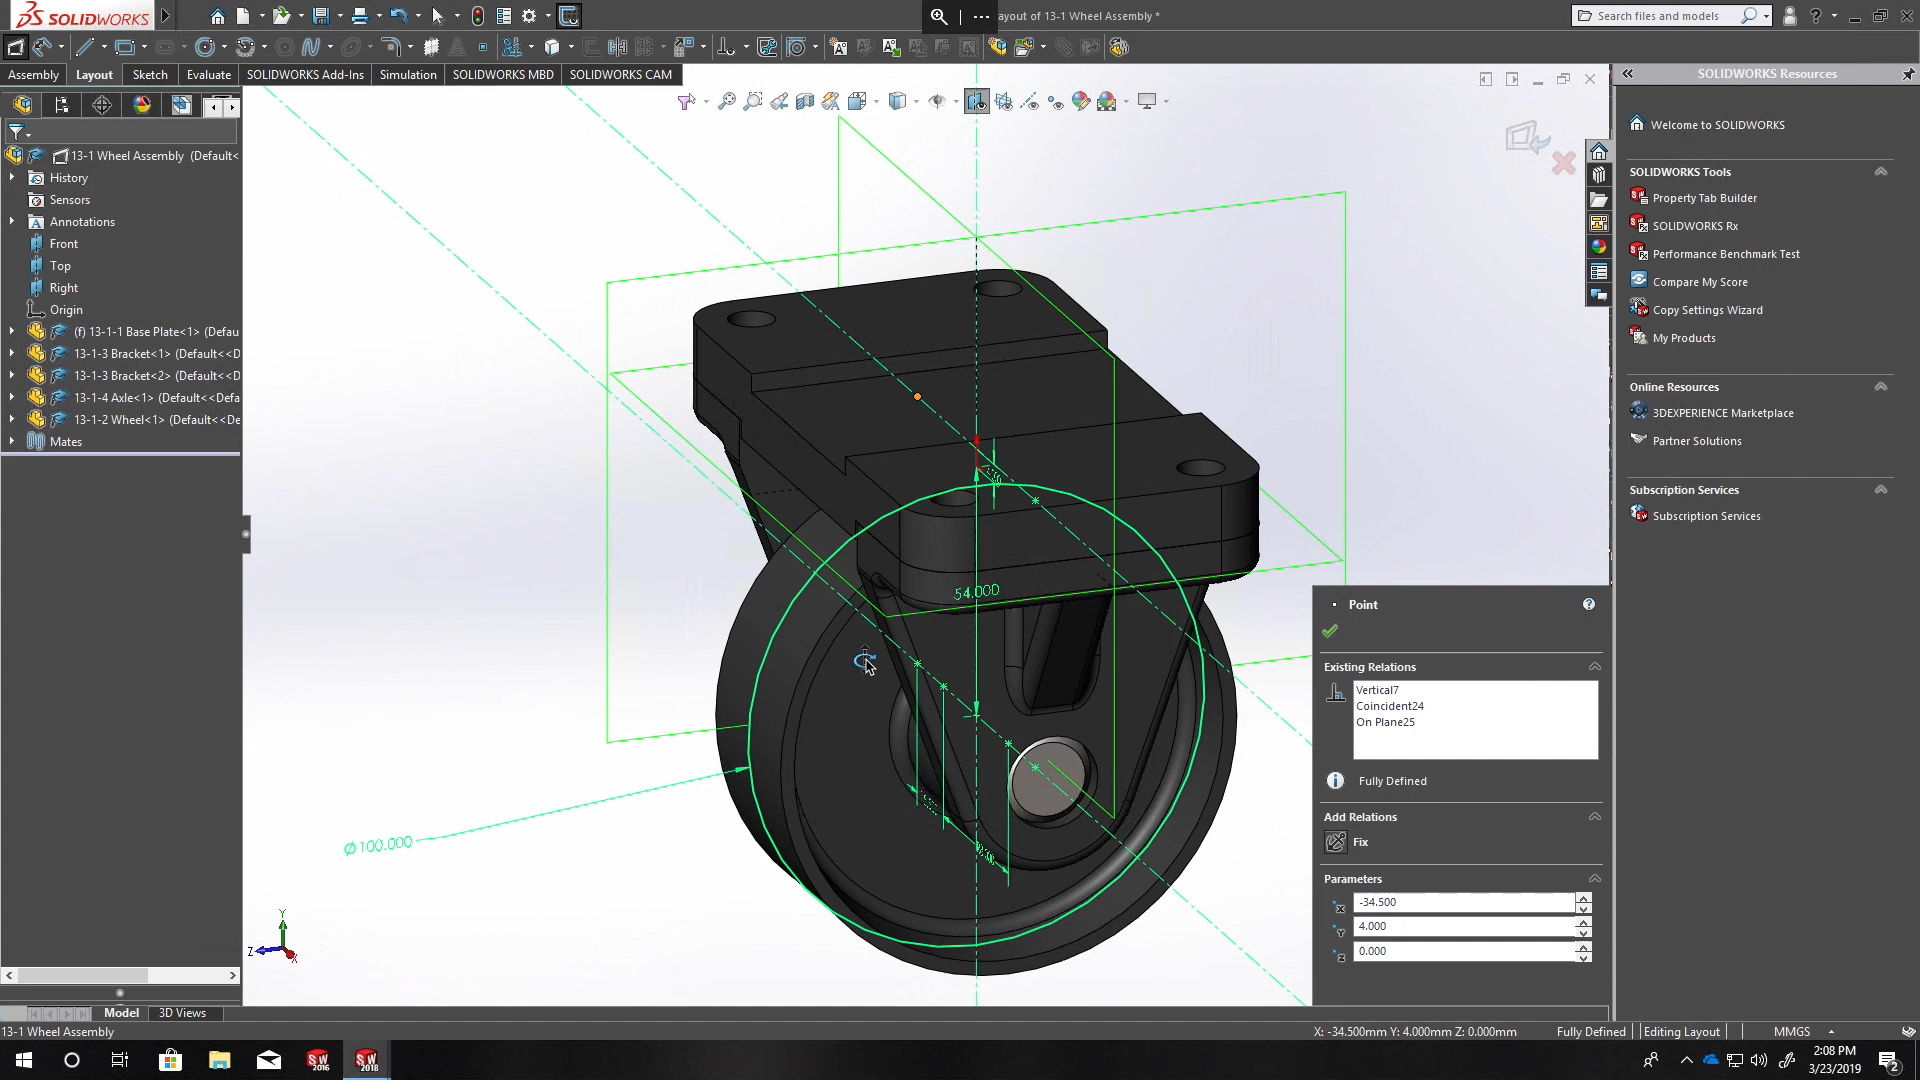 SOLIDWORKS
ayout of 13-1 Wheel Assembly *
Search files and models
Assembly
Layout
Sketch
Evaluate
SOLIDWORKS Add-Ins
Simulation
SOLIDWORKS MBD
SOLIDWORKS CAM
SOLIDWORKS Resources
13-1 Wheel Assembly (Default<
History
Sensors
Annotations
Front
Top
Right
Origin
(f) 13-1-1 Base Plate<1> (Defau
13-1-3 Bracket<1> (Default<<D
13-1-3 Bracket<2> (Default<<D
13-1-4 Axle<1> (Default<<Defa
13-1-2 Wheel<1> (Default<<De
Mates
54.000
Ø100.000
Y
Z
X
Welcome to SOLIDWORKS
SOLIDWORKS Tools
Property Tab Builder
SOLIDWORKS Rx
Performance Benchmark Test
Compare My Score
Copy Settings Wizard
My Products
Online Resources
3DEXPERIENCE Marketplace
Partner Solutions
Subscription Services
Subscription Services
Point
Existing Relations
Vertical7
Coincident24
On Plane25
Fully Defined
Add Relations
Fix
Parameters
-34.500
4.000
0.000
Model
3D Views
13-1 Wheel Assembly
X: -34.500mm Y: 4.000mm Z: 0.000mm
Fully Defined
Editing Layout
MMGS
SW 2016
SW 2018
2:08 PM
3/23/2019
2